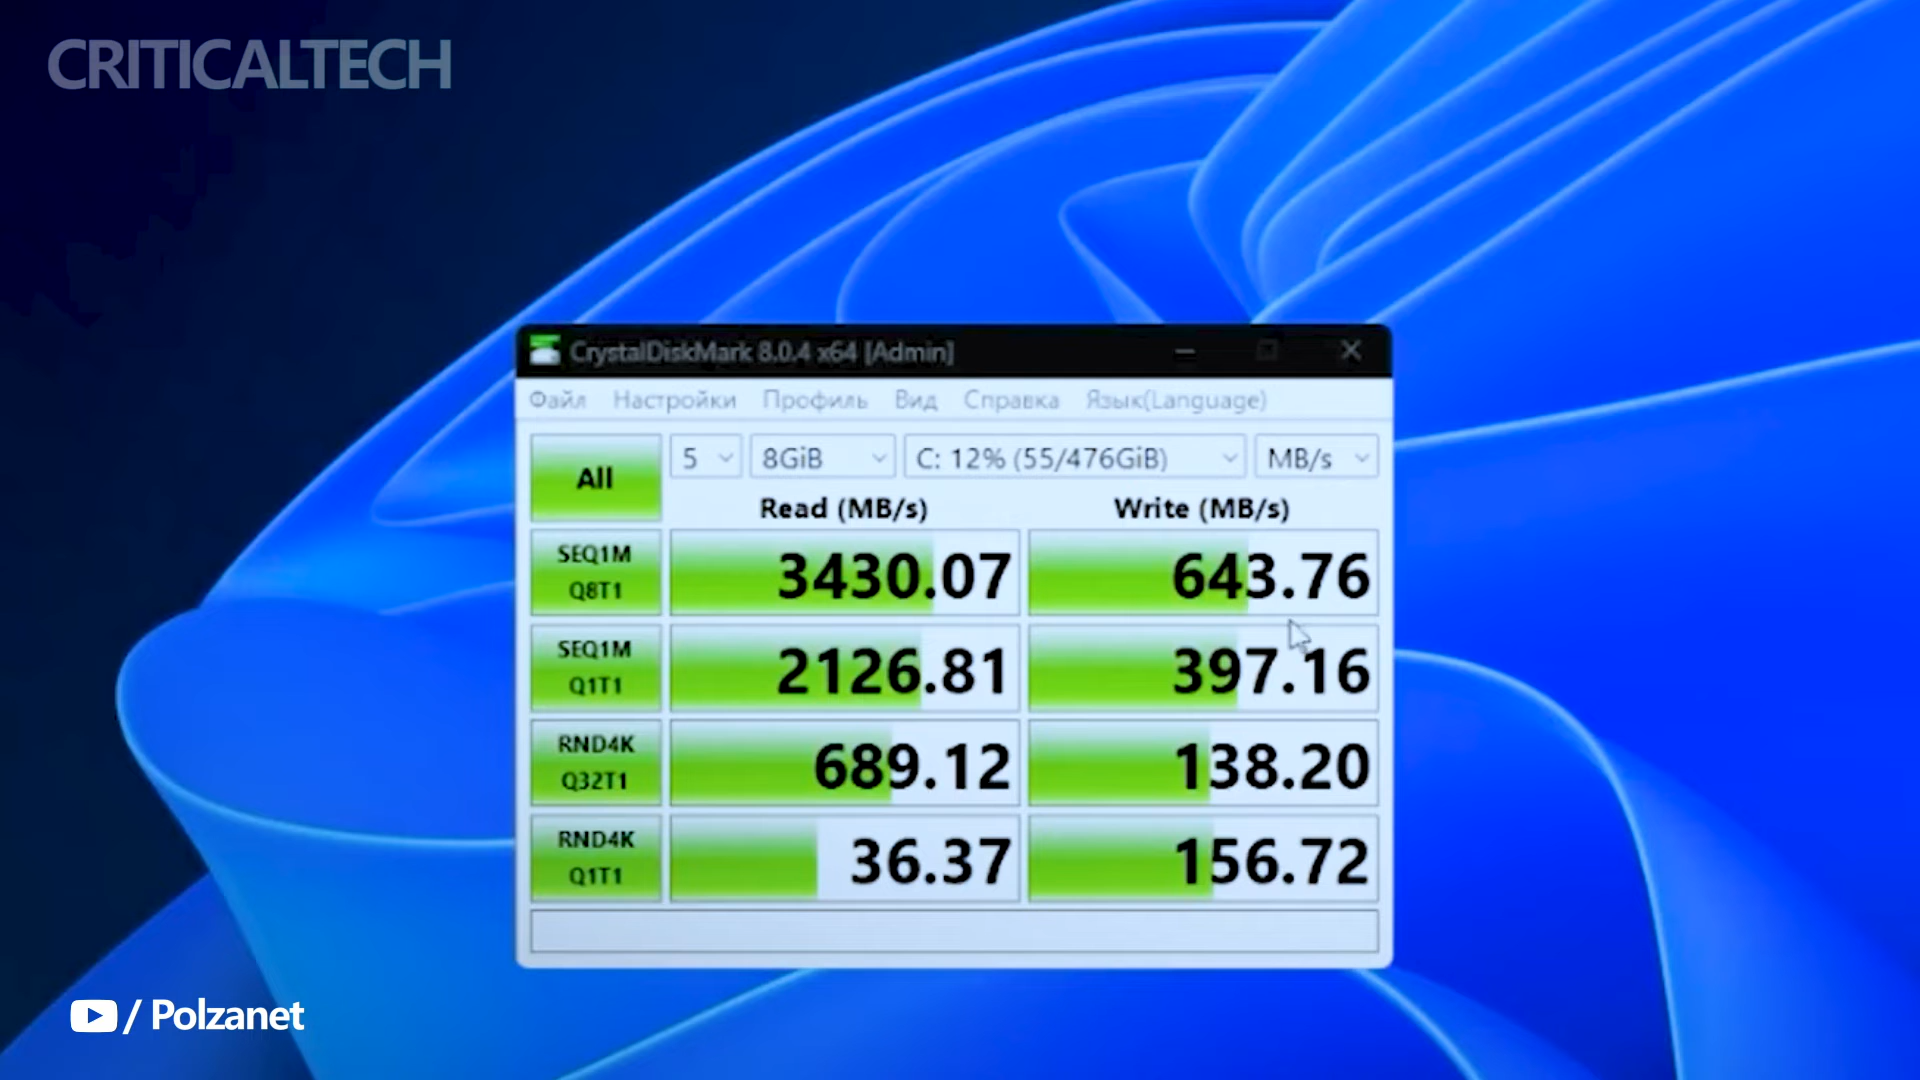 CRITICALTECH
CrystalDiskMark 8.0.4 x64 [Admin]
Файл Настройки Профиль Вид Справка Язык(Language)
All
5 8GiB C: 12% (55/476GiB) MB/s
Read (MB/s) Write (MB/s)
SEQ1M
Q8T1
3430.07 643.76
SEQ1M
Q1T1
2126.81 397.16
RND4K
Q32T1
689.12 138.20
RND4K
Q1T1
36.37 156.72
/ Polzanet